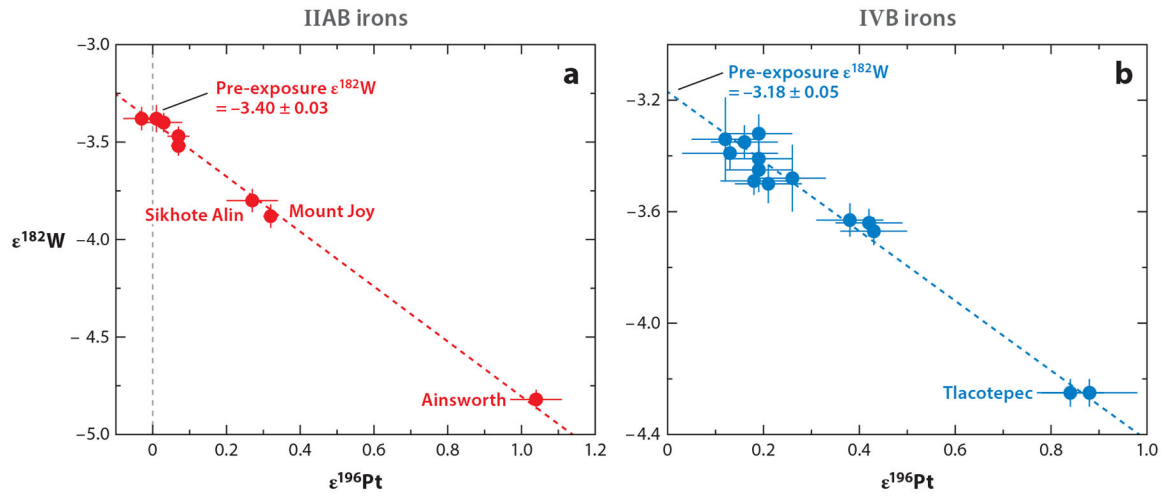 IIAB irons
IVB irons
a
Pre-exposure ε¹⁸²W
= –3.40 ± 0.03
Sikhote Alin
Mount Joy
Ainsworth
ε¹⁸²W
–3.0
–3.5
–4.0
–4.5
–5.0
0
0.2
0.4
0.6
0.8
1.0
1.2
ε¹⁹⁶Pt
b
Pre-exposure ε¹⁸²W
= –3.18 ± 0.05
Tlacotepec
–3.2
–3.6
–4.0
–4.4
0
0.2
0.4
0.6
0.8
1.0
ε¹⁹⁶Pt